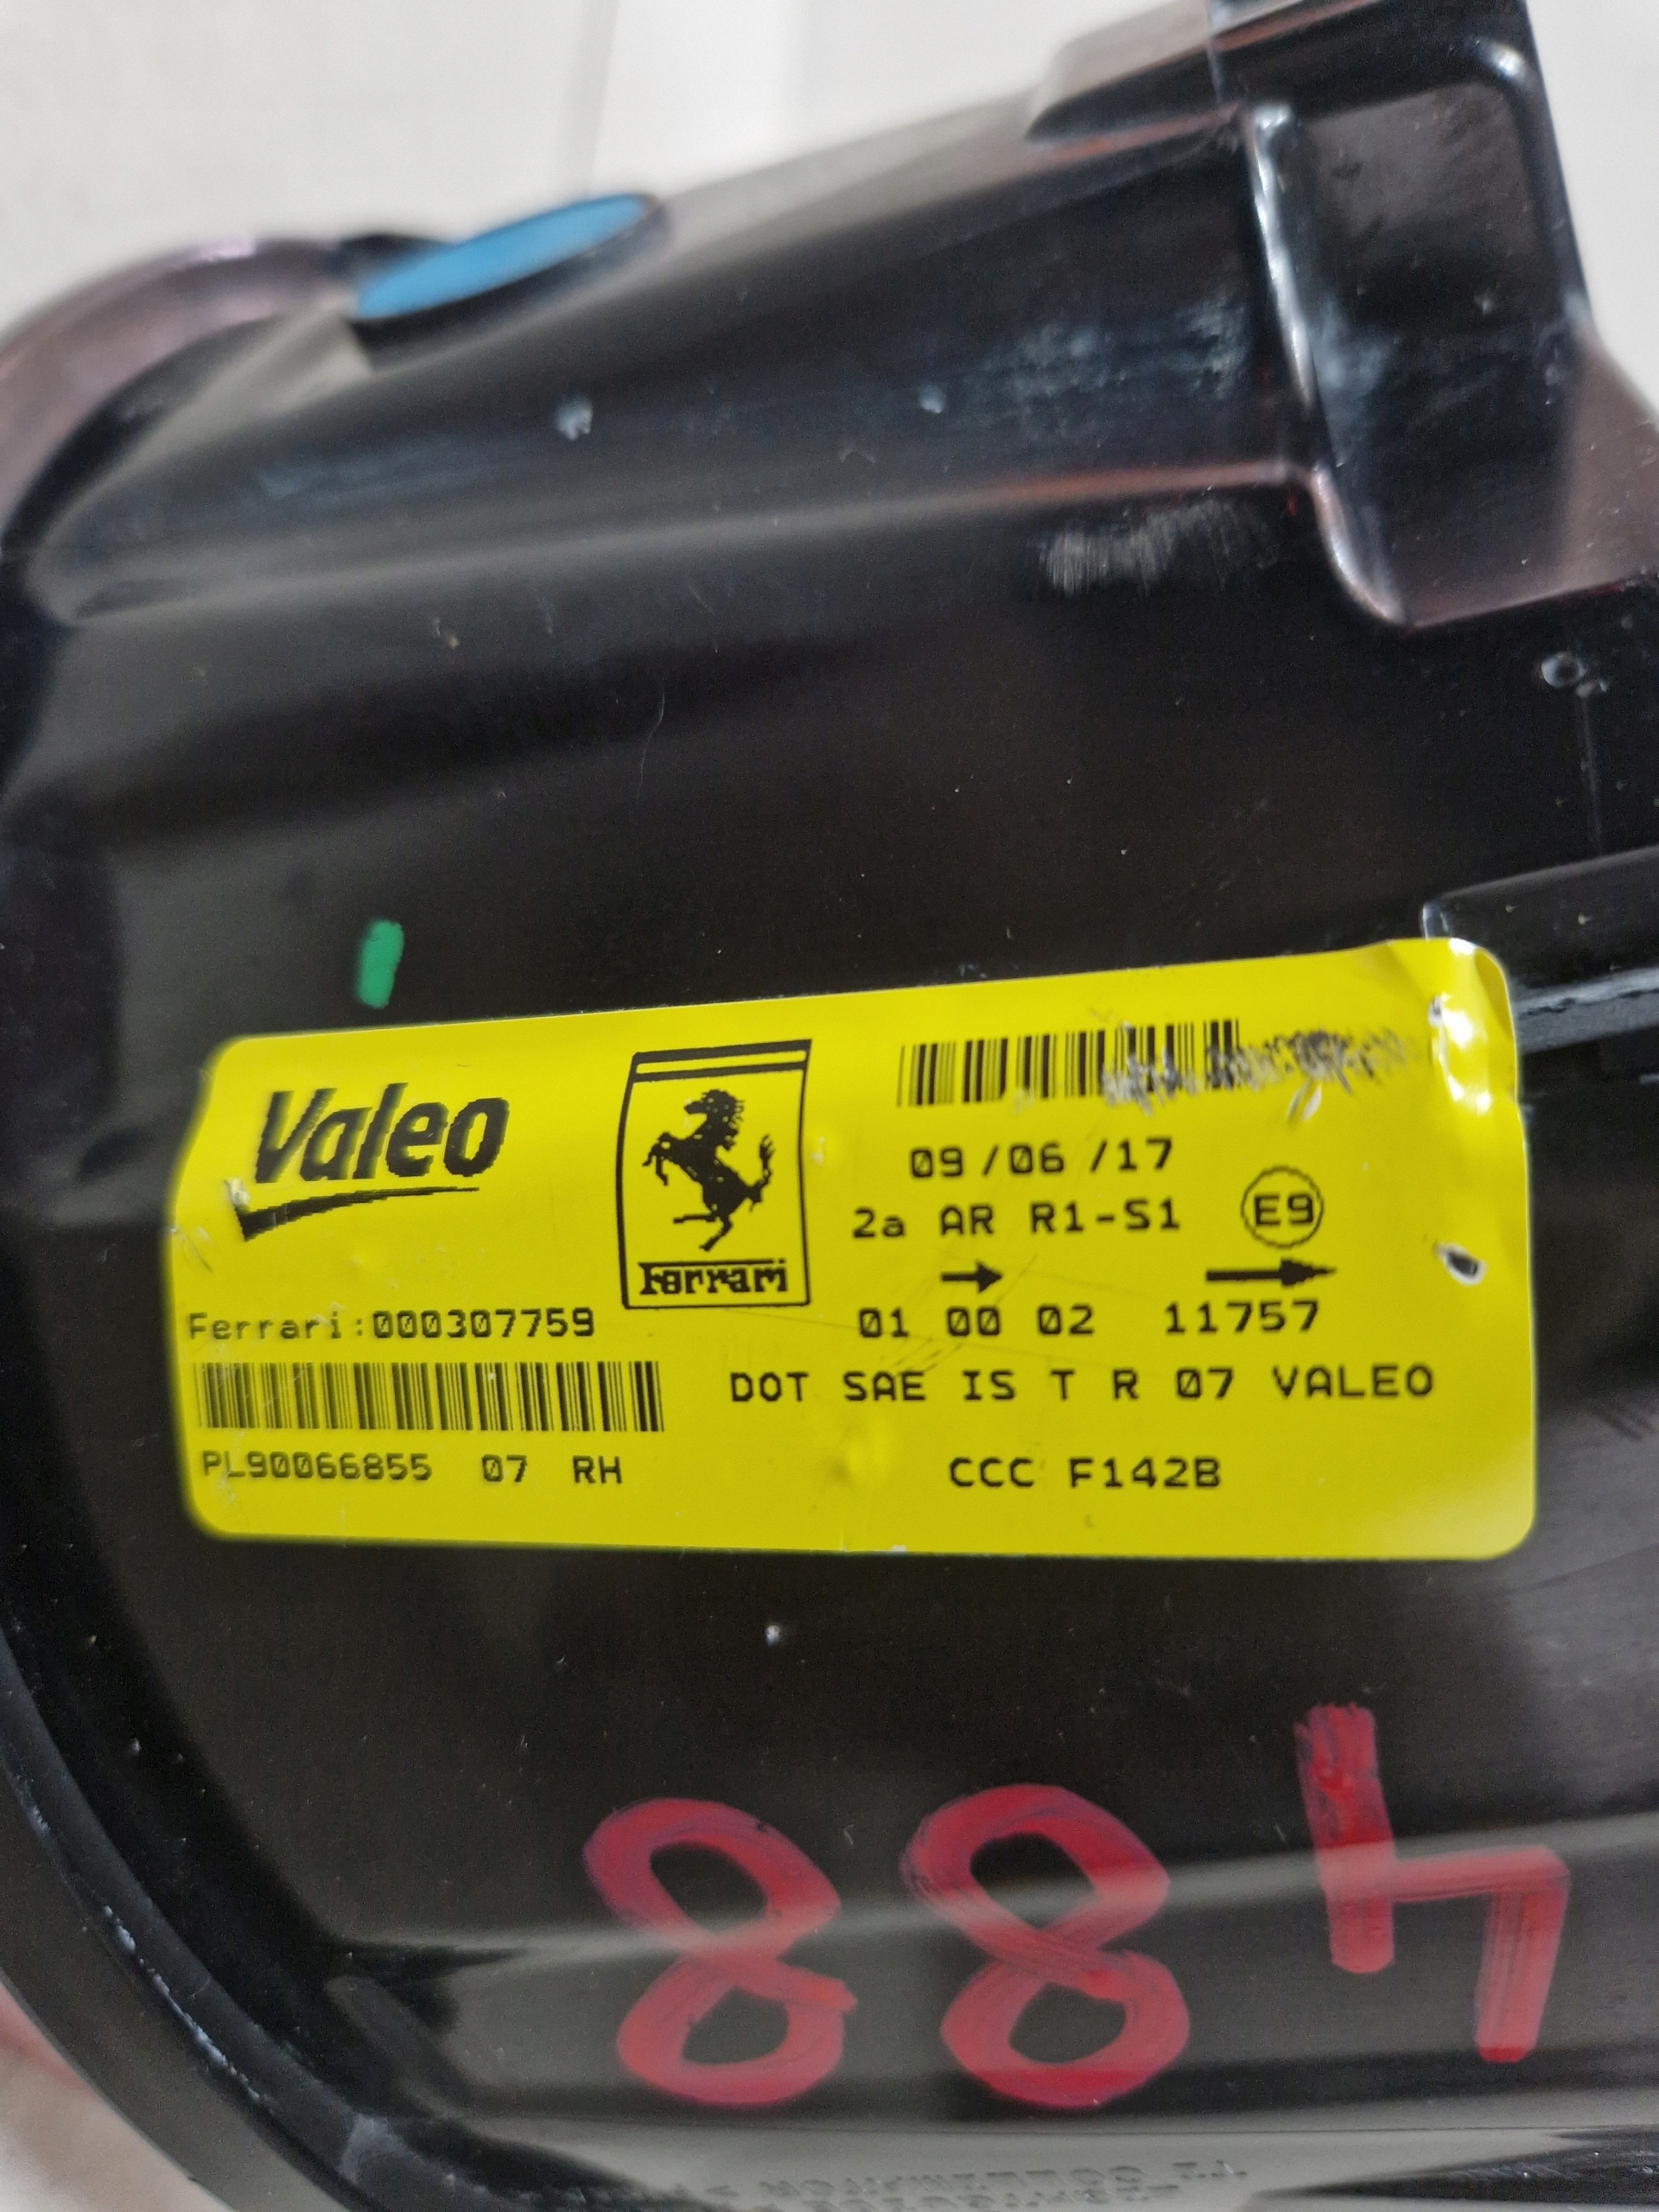 Valeo
Ferrari
09/06/17
2a AR R1-S1 E9
Ferrari:000307759
01 00 02 11757
DOT SAE IS T R 07 VALEO
PL90066855 07 RH
CCC F142B
488